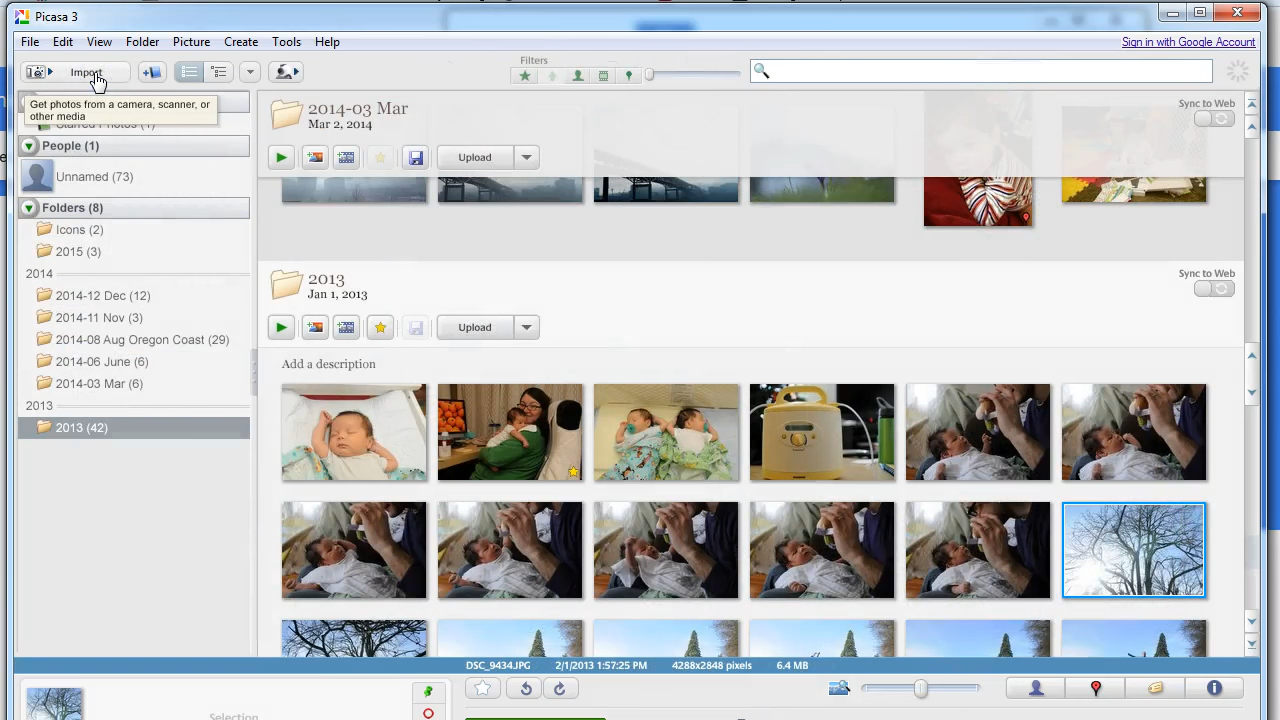 Picasa 3
File Edit View Folder Picture Create Tools Help
Sign in with Google Account
Import
Filters
Get photos from a camera, scanner, or
other media
Starred Photos (1)
People (1)
Unnamed (73)
Folders (8)
Icons (2)
2015 (3)
2014
2014-12 Dec (12)
2014-11 Nov (3)
2014-08 Aug Oregon Coast (29)
2014-06 June (6)
2014-03 Mar (6)
2013
2013 (42)
2014-03 Mar
Mar 2, 2014
Sync to Web
Upload
2013
Jan 1, 2013
Sync to Web
Upload
Add a description
DSC_9434.JPG 2/1/2013 1:57:25 PM 4288x2848 pixels 6.4 MB
Selection